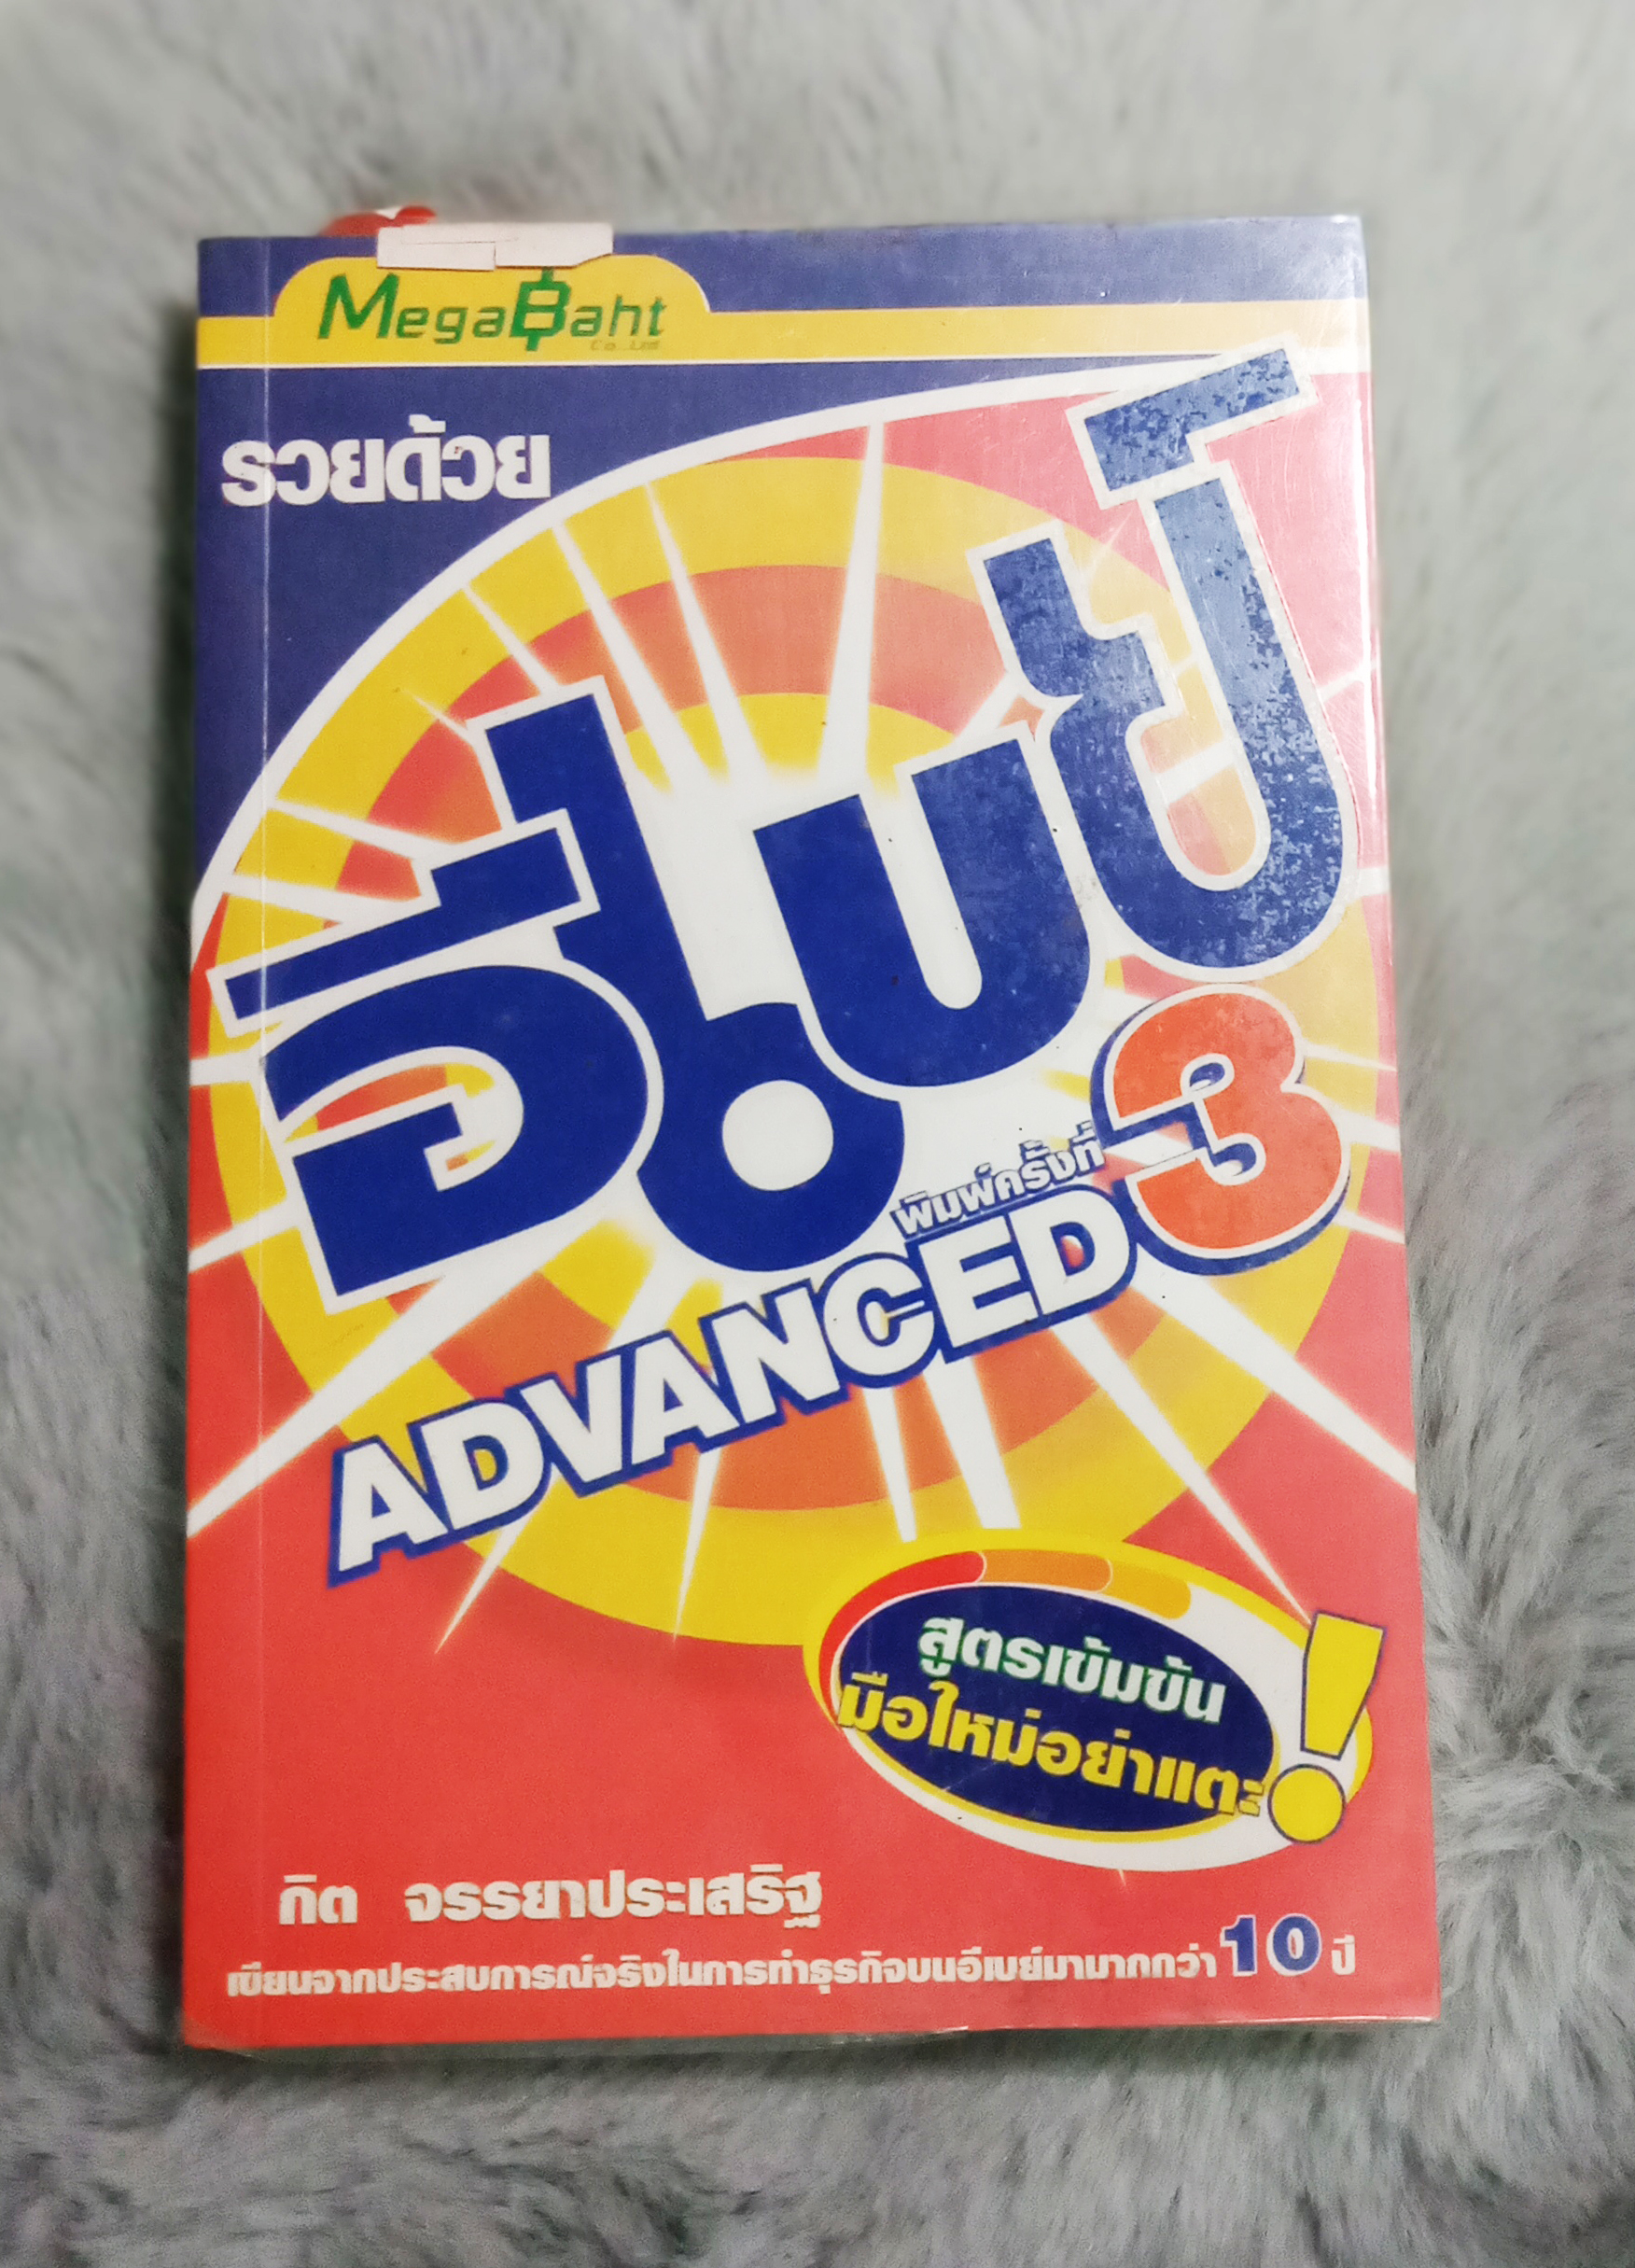 MegaBaht
Co., Ltd
รวยด้วย
อีเบย์
พิมพ์ครั้งที่ 3
ADVANCED
สูตรเข้มข้น
มือใหม่อย่าแตะ!
กิต จรรยาประเสริฐ
เขียนจากประสบการณ์จริงในการทำธุรกิจบนอีเบย์มามากกว่า 10 ปี